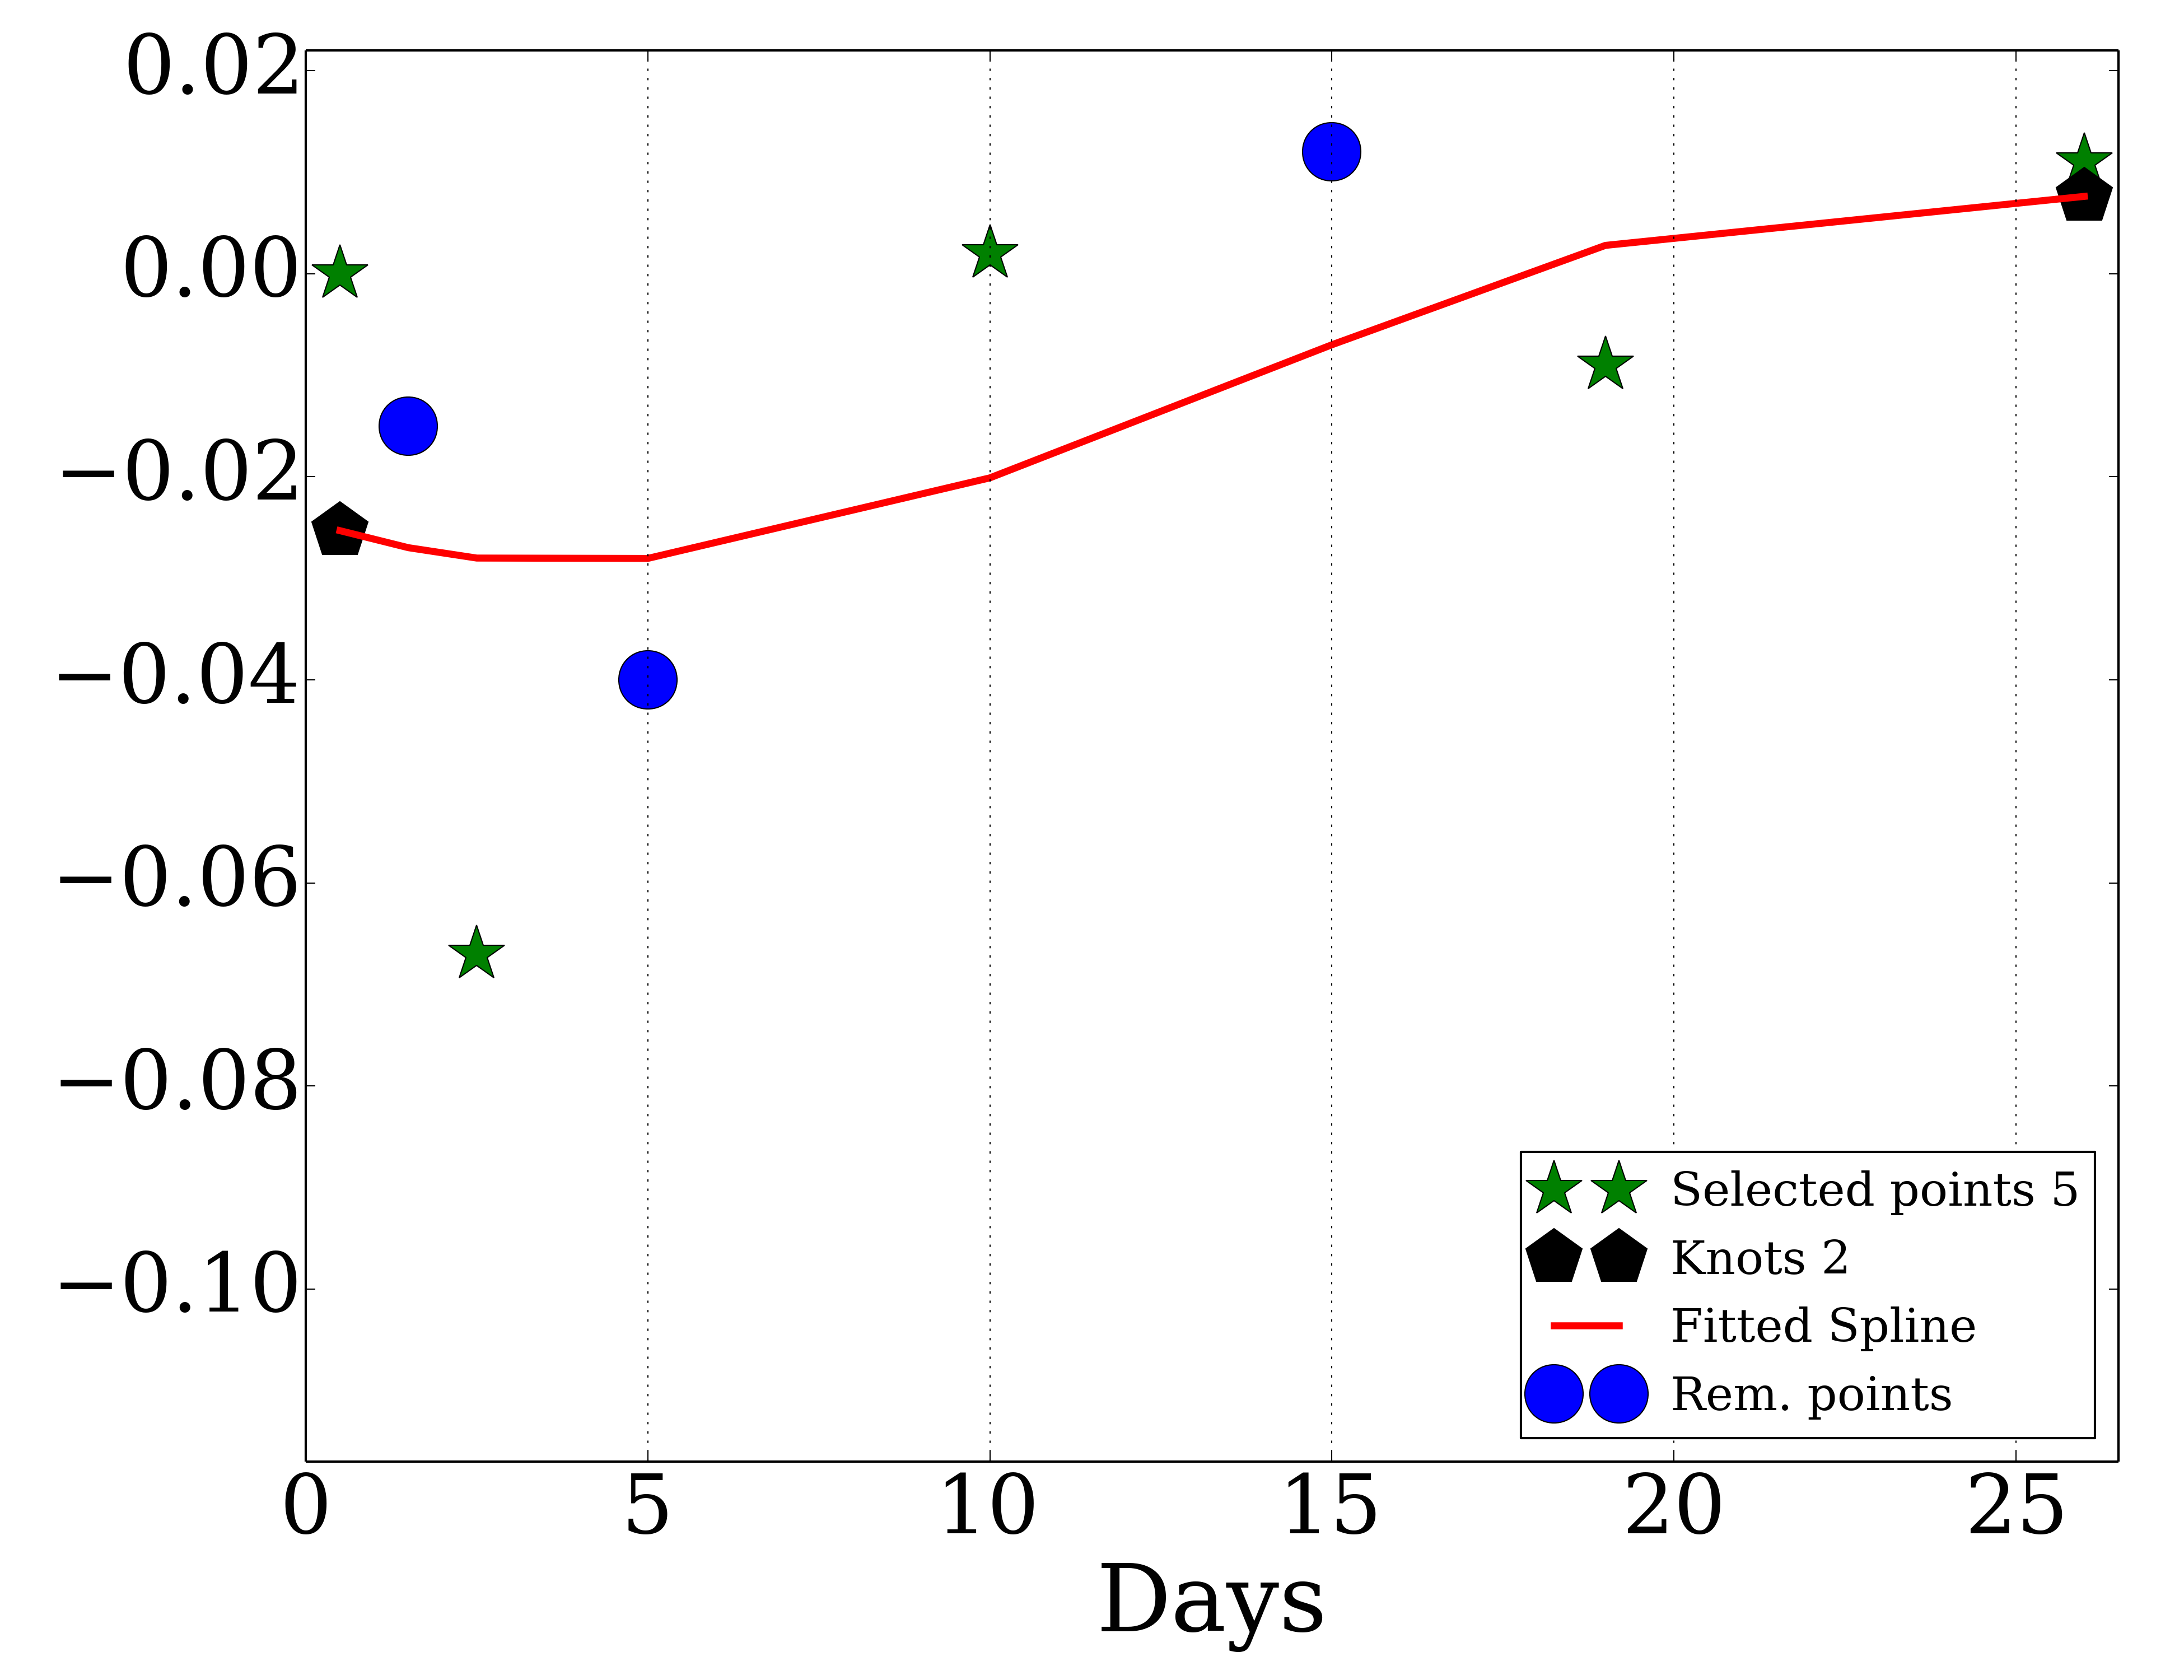 0.02
0.00
−0.02
−0.04
−0.06
−0.08
−0.10
Selected points 5
Knots 2
Fitted Spline
Rem. points
0 5 10 15 20 25
Days